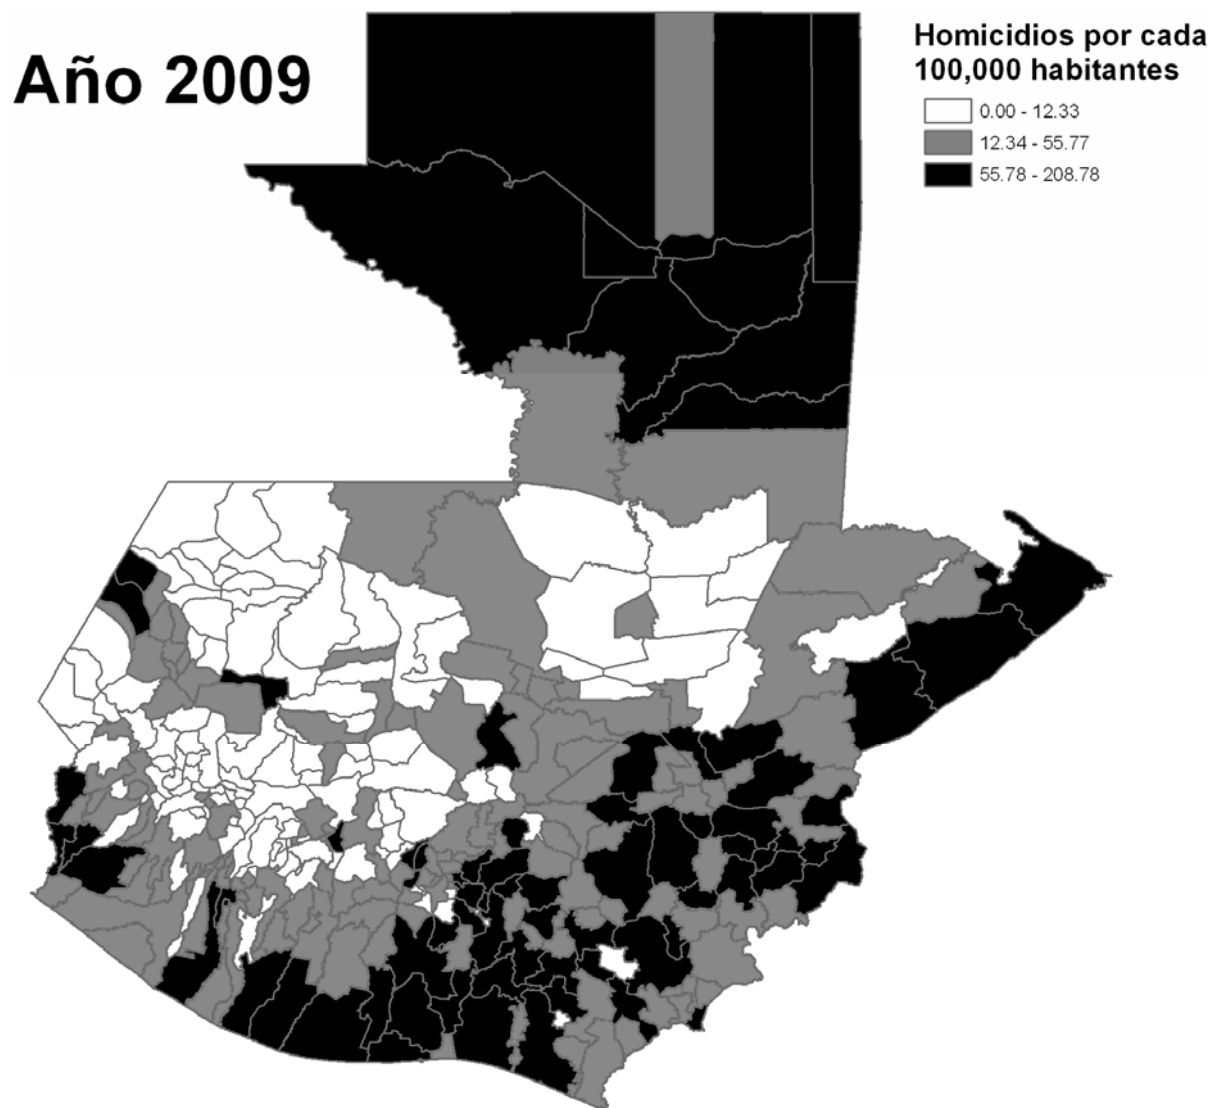 Año 2009
Homicidios por cada
100,000 habitantes
0.00 - 12.33
12.34 - 55.77
55.78 - 208.78